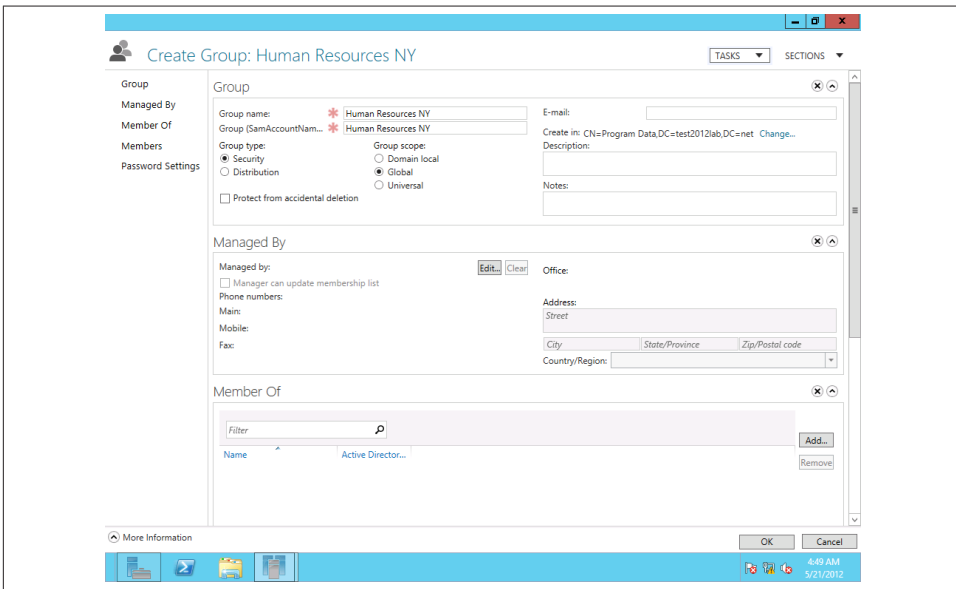 Create Group: Human Resources NY
TASKS
SECTIONS
Group
Managed By
Member Of
Members
Password Settings
Group
Group name: Human Resources NY
Group (SamAccountNam... Human Resources NY
Group type:
Security
Distribution
Group scope:
Domain local
Global
Universal
Protect from accidental deletion
E-mail:
Create in: CN=Program Data,DC=test2012lab,DC=net Change...
Description:
Notes:
Managed By
Managed by:
Edit... Clear
Manager can update membership list
Phone numbers:
Main:
Mobile:
Fax:
Office:
Address:
Street
City State/Province Zip/Postal code
Country/Region:
Member Of
Filter
Name Active Director...
Add...
Remove
More Information
OK Cancel
4:49 AM
5/21/2012